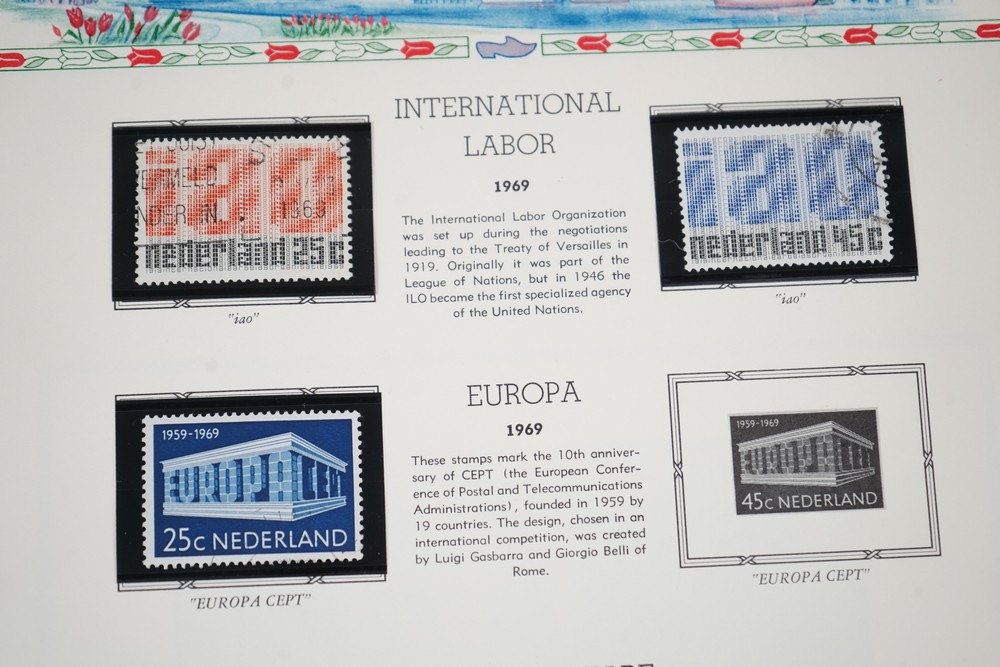 INTERNATIONAL
LABOR
1969
The International Labor Organization
was set up during the negotiations
leading to the Treaty of Versailles in
1919. Originally it was part of the
League of Nations, but in 1946 the
ILO became the first specialized agency
of the United Nations.
iao
1969
nederland 25c
"iao"
iao
nederland 45c
"iao"
EUROPA
1969
These stamps mark the 10th anniver-
sary of CEPT (the European Confer-
ence of Postal and Telecommunications
Administrations), founded in 1959 by
19 countries. The design, chosen in an
international competition, was created
by Luigi Gasbarra and Giorgio Belli of
Rome.
1959-1969
EUROPA CEPT
25c NEDERLAND
"EUROPA CEPT"
1959-1969
EUROPA CEPT
45c NEDERLAND
"EUROPA CEPT"